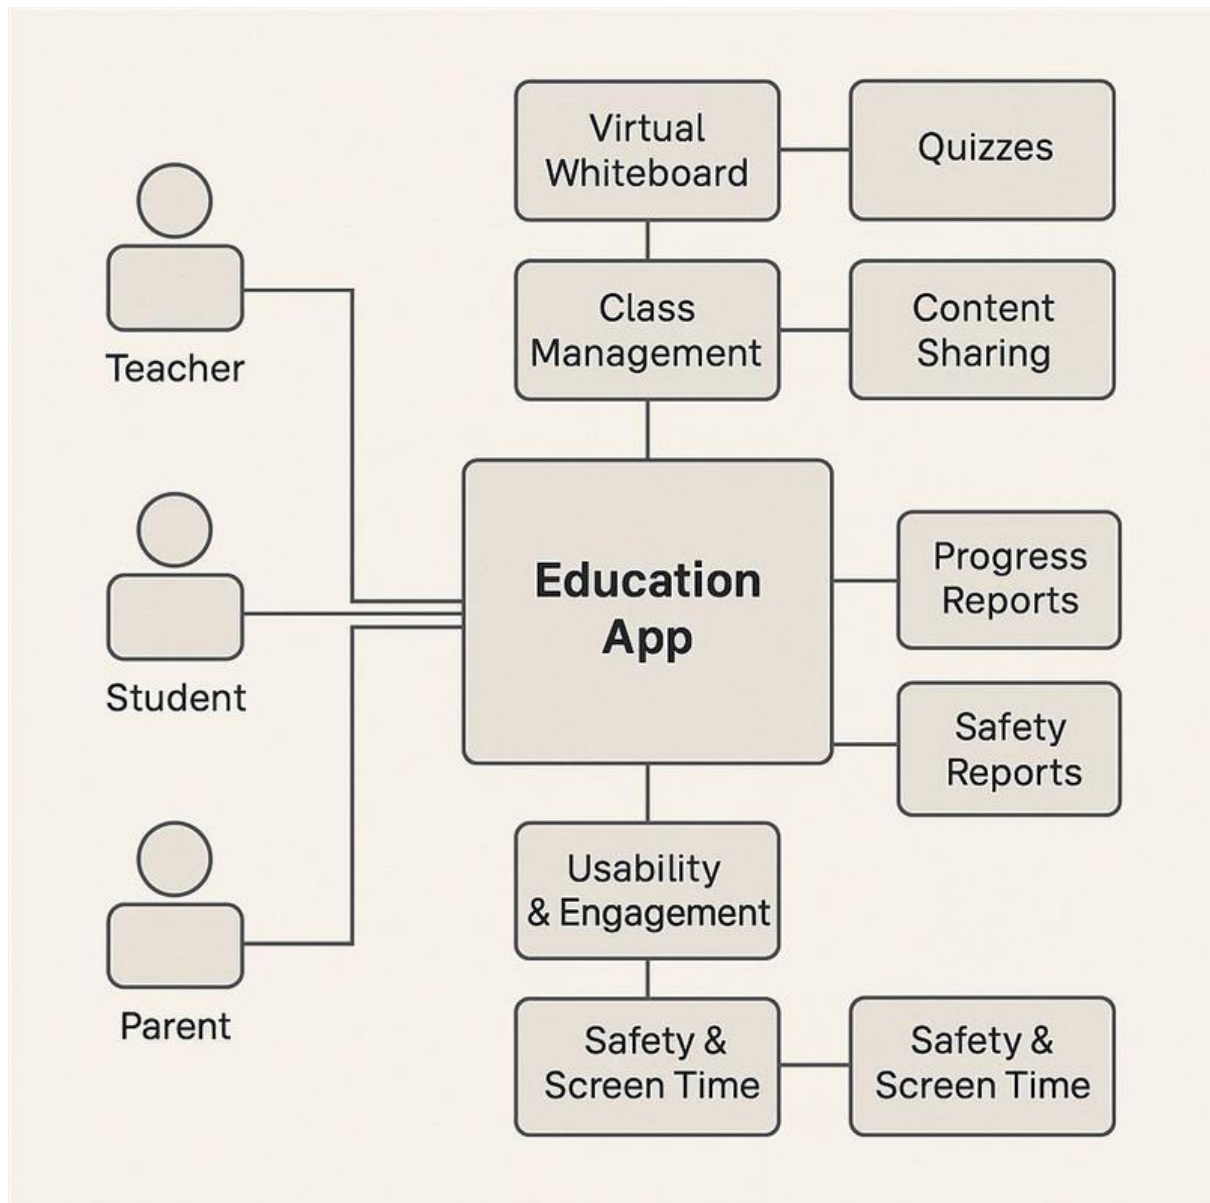 Virtual
Whiteboard
Quizzes
Teacher
Class
Management
Content
Sharing
Education
App
Progress
Reports
Student
Safety
Reports
Usability
& Engagement
Parent
Safety &
Screen Time
Safety &
Screen Time